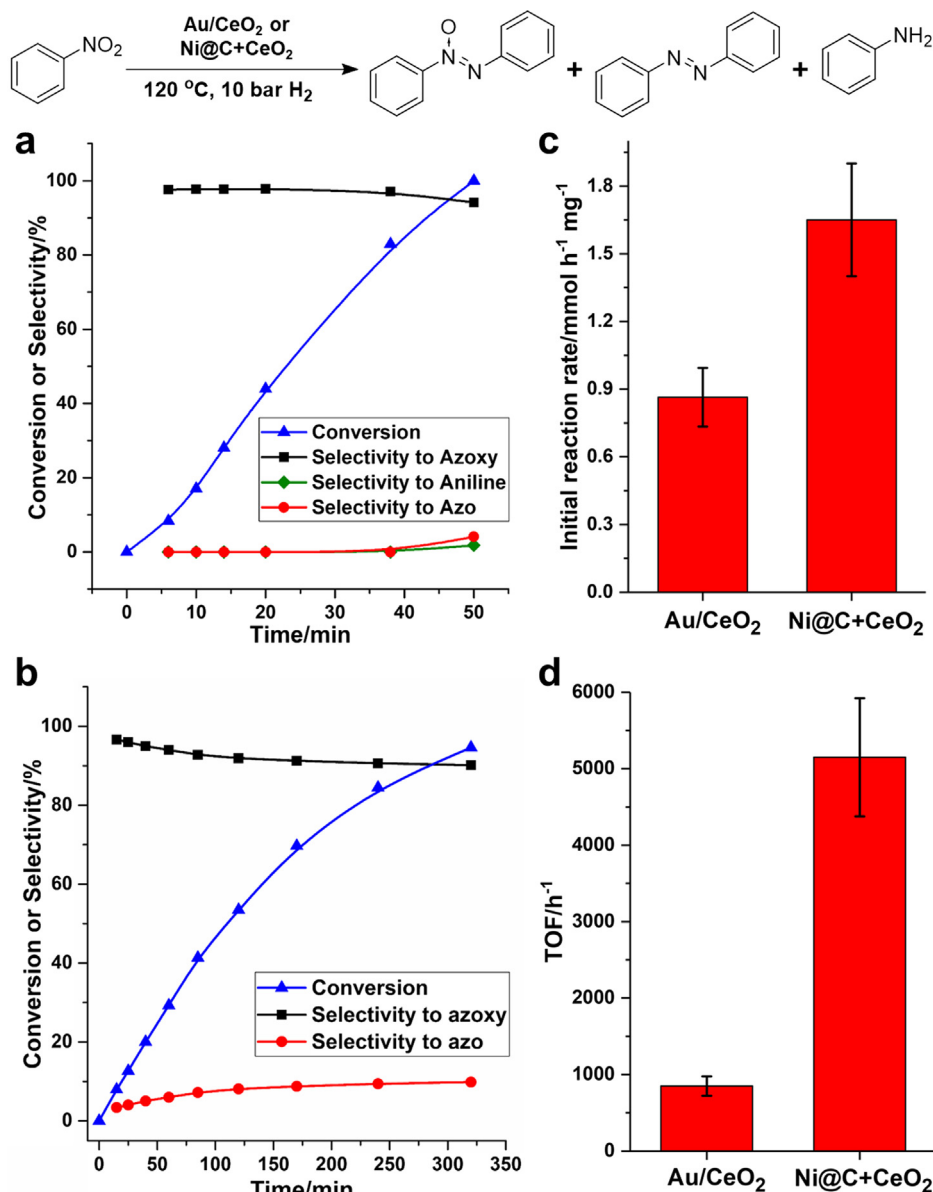 NO2
Au/CeO2 or
Ni@C+CeO2
120 °C, 10 bar H2
O
N
N
+
N
N
+
NH2
a
Conversion or Selectivity/%
100
80
60
40
20
0
Conversion
Selectivity to Azoxy
Selectivity to Aniline
Selectivity to Azo
0 10 20 30 40 50
Time/min
c
Initial reaction rate/mmol h-1 mg-1
1.8
1.5
1.2
0.9
0.6
0.3
0.0
Au/CeO2 Ni@C+CeO2
b
Conversion or Selectivity/%
100
80
60
40
20
0
Conversion
Selectivity to azoxy
Selectivity to azo
0 50 100 150 200 250 300 350
Time/min
d
TOF/h-1
6000
5000
4000
3000
2000
1000
0
Au/CeO2 Ni@C+CeO2